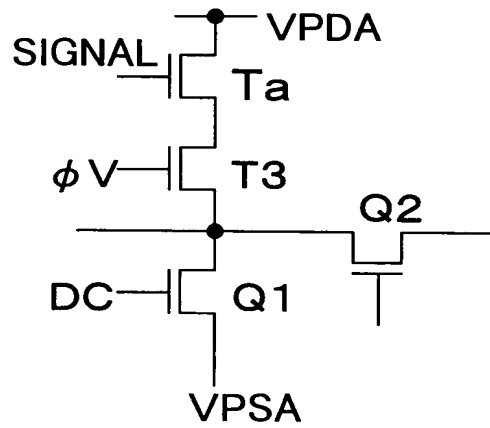 VPDA
SIGNAL
Ta
φV
T3
Q2
DC
Q1
VPSA